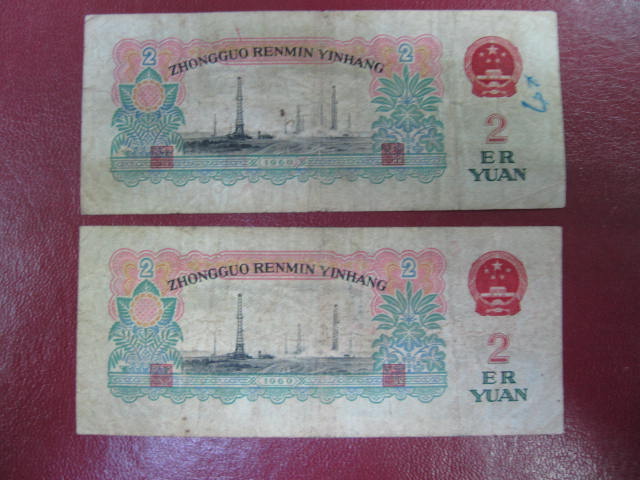 2 ZHONGGUO RENMIN YINHANG 2
1960
2
ER
YUAN
2 ZHONGGUO RENMIN YINHANG 2
1960
2
ER
YUAN